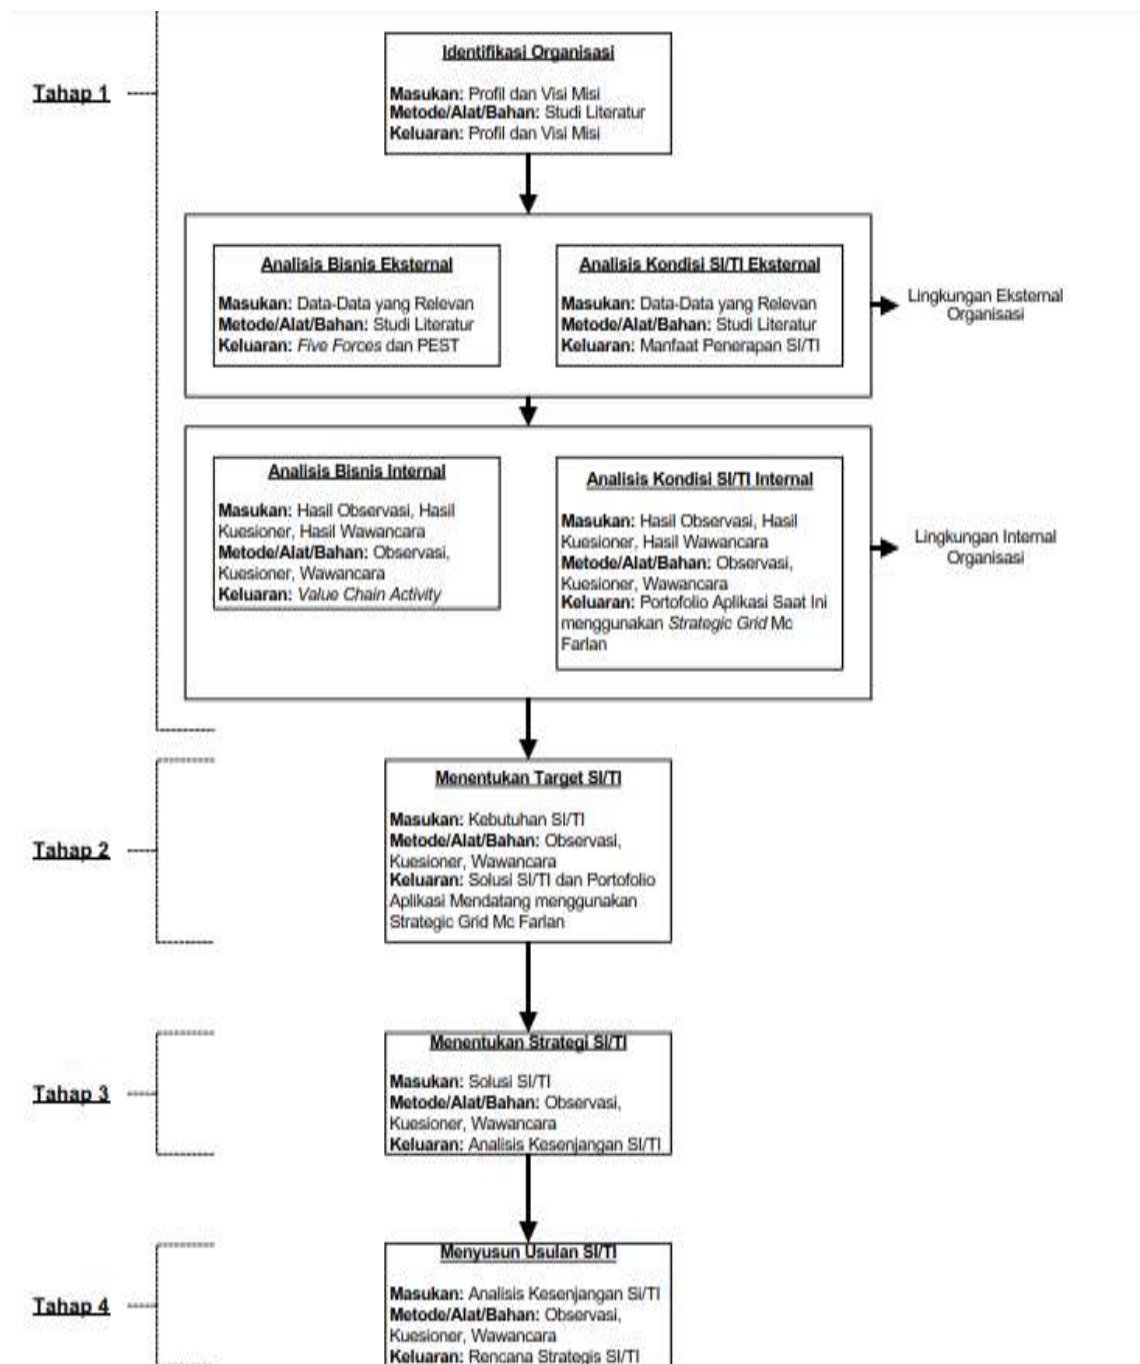 Tahap 1
Identifikasi Organisasi
Masukan: Profil dan Visi Misi
Metode/Alat/Bahan: Studi Literatur
Keluaran: Profil dan Visi Misi
Analisis Bisnis Eksternal
Masukan: Data-Data yang Relevan
Metode/Alat/Bahan: Studi Literatur
Keluaran: Five Forces dan PEST
Analisis Kondisi SI/TI Eksternal
Masukan: Data-Data yang Relevan
Metode/Alat/Bahan: Studi Literatur
Keluaran: Manfaat Penerapan SI/TI
Lingkungan Eksternal
Organisasi
Analisis Bisnis Internal
Masukan: Hasil Observasi, Hasil
Kuesioner, Hasil Wawancara
Metode/Alat/Bahan: Observasi,
Kuesioner, Wawancara
Keluaran: Value Chain Activity
Analisis Kondisi SI/TI Internal
Masukan: Hasil Observasi, Hasil
Kuesioner, Hasil Wawancara
Metode/Alat/Bahan: Observasi,
Kuesioner, Wawancara
Keluaran: Portofolio Aplikasi Saat Ini
menggunakan Strategic Grid Mc
Farlan
Lingkungan Internal
Organisasi
Tahap 2
Menentukan Target SI/TI
Masukan: Kebutuhan SI/TI
Metode/Alat/Bahan: Observasi,
Kuesioner, Wawancara
Keluaran: Solusi SI/TI dan Portofolio
Aplikasi Mendatang menggunakan
Strategic Grid Mc Farlan
Tahap 3
Menentukan Strategi SI/TI
Masukan: Solusi SI/TI
Metode/Alat/Bahan: Observasi,
Kuesioner, Wawancara
Keluaran: Analisis Kesenjangan SI/TI
Tahap 4
Menyusun Usulan SI/TI
Masukan: Analisis Kesenjangan SI/TI
Metode/Alat/Bahan: Observasi,
Kuesioner, Wawancara
Keluaran: Rencana Strategis SI/TI